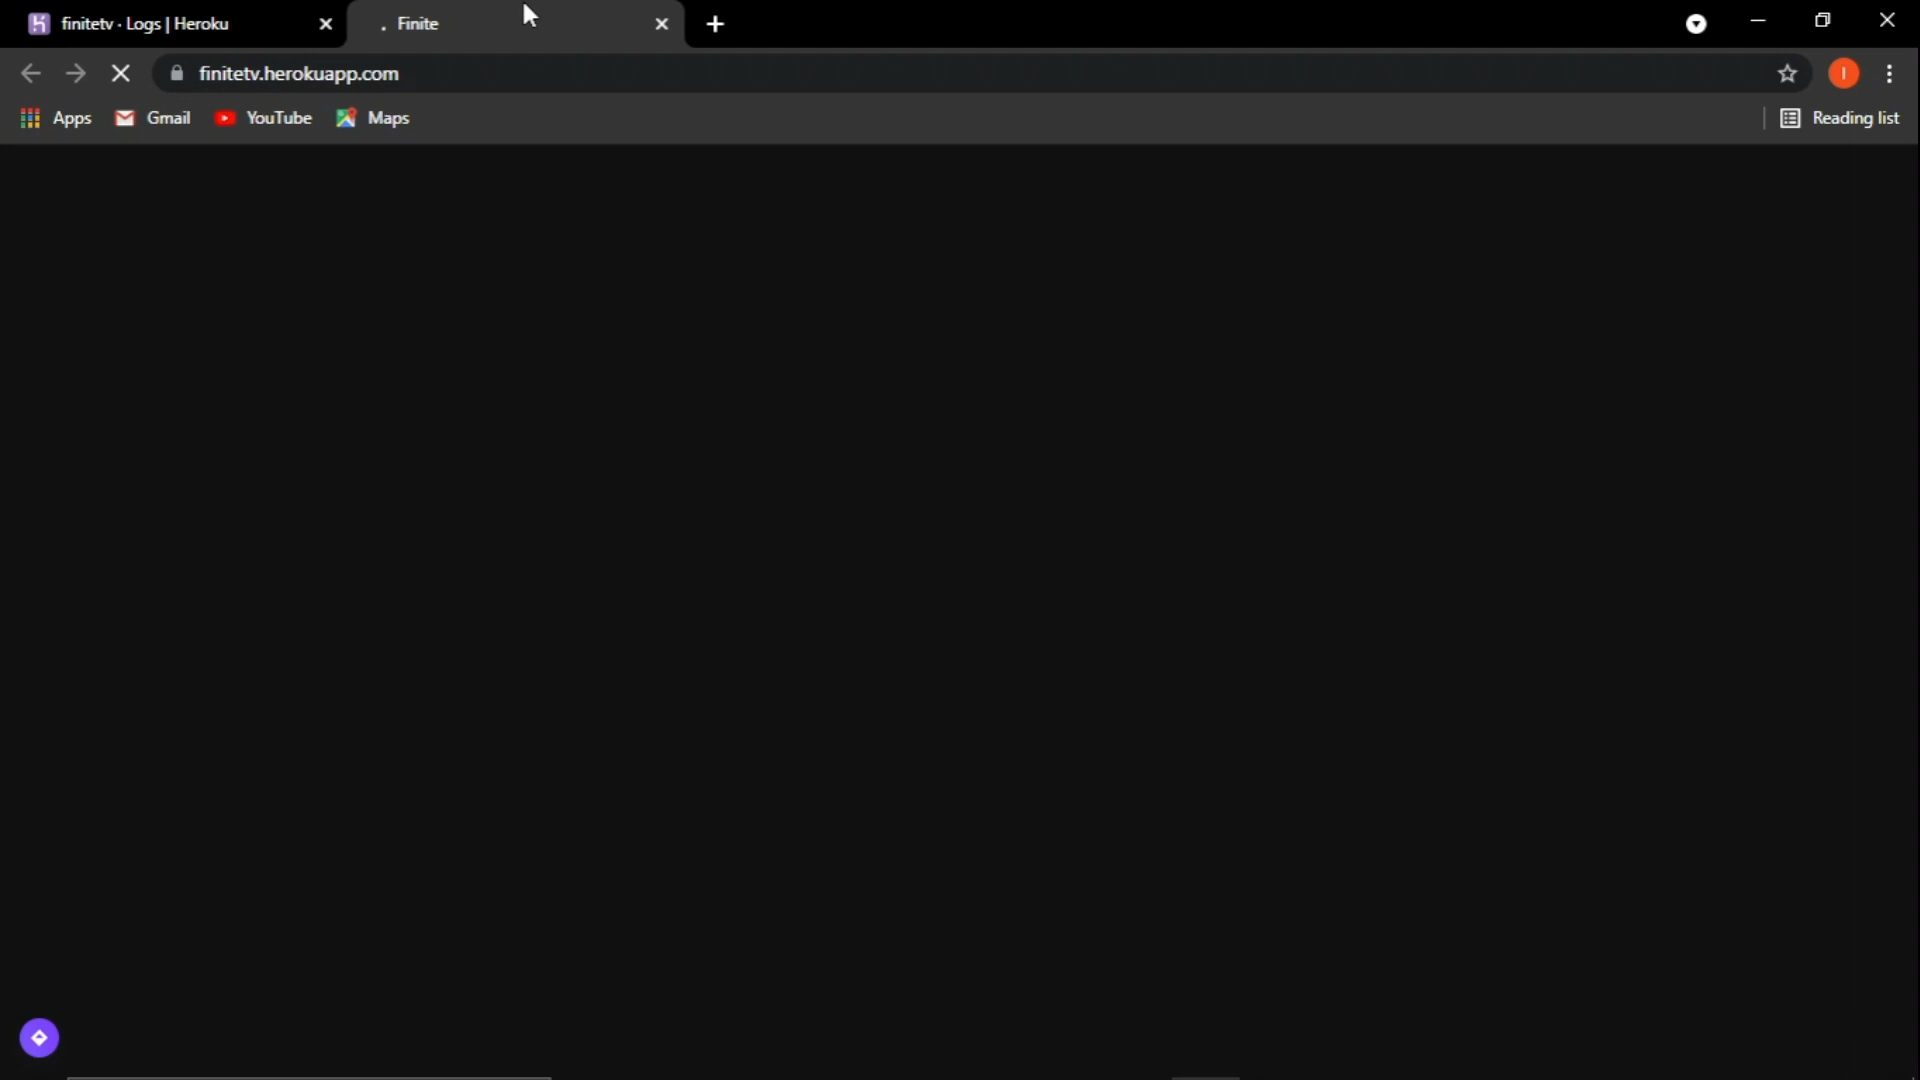 finitetv · Logs | Heroku
Finite
finitetv.herokuapp.com
I
Apps
Gmail
YouTube
Maps
Reading list